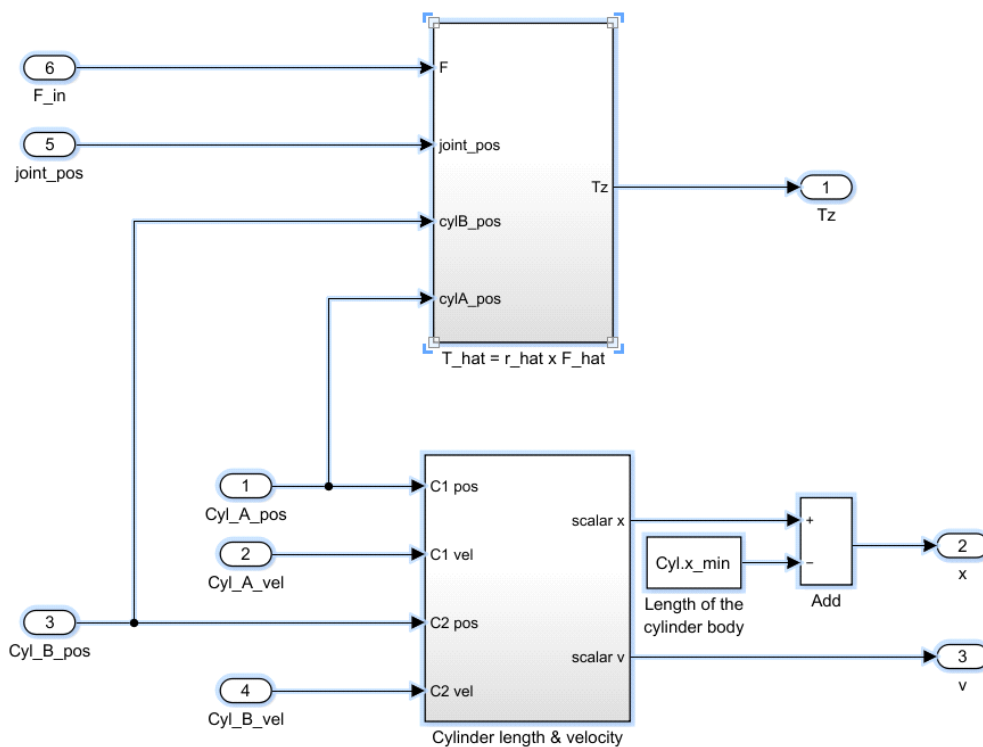 6
F_in
F
5
joint_pos
joint_pos
Tz
1
Tz
cylB_pos
cylA_pos
T_hat = r_hat x F_hat
1
Cyl_A_pos
C1 pos
2
Cyl_A_vel
C1 vel
3
Cyl_B_pos
C2 pos
4
Cyl_B_vel
C2 vel
scalar x
scalar v
Cylinder length & velocity
Cyl.x_min
Length of the
cylinder body
+
−
Add
2
x
3
v